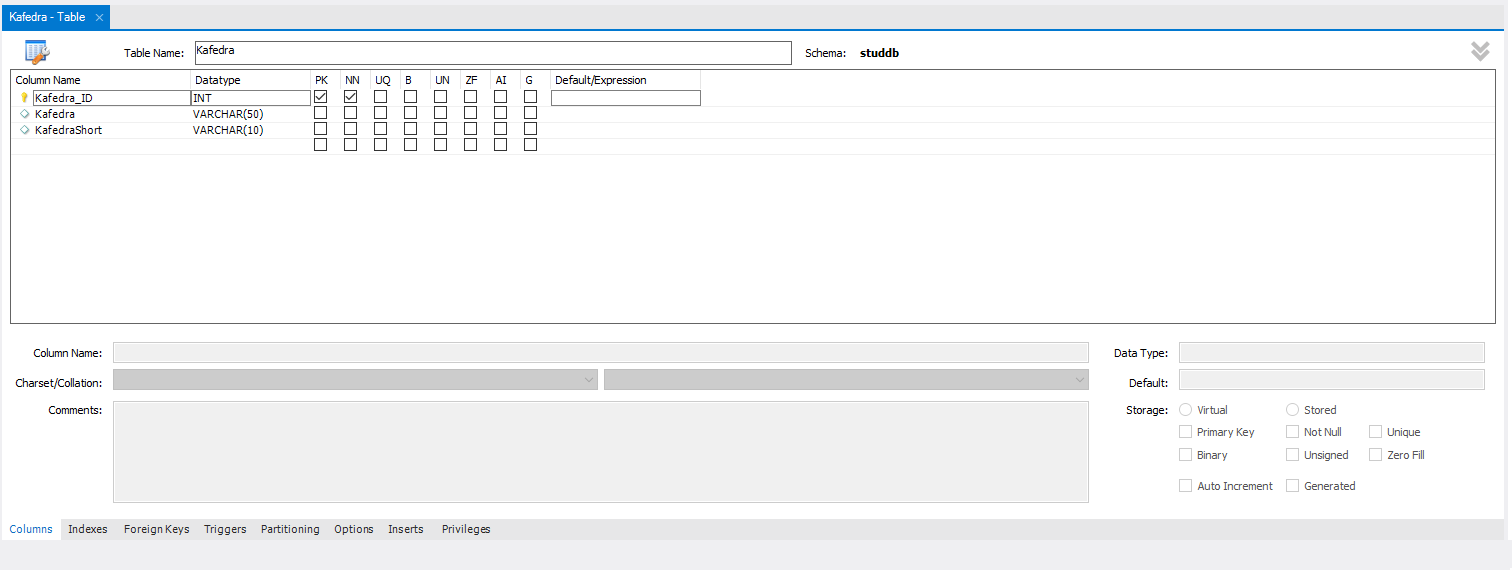 Kafedra - Table ×
Table Name: Kafedra Schema: studdb
Column Name Datatype PK NN UQ B UN ZF AI G Default/Expression
Kafedra_ID INT
Kafedra VARCHAR(50)
KafedraShort VARCHAR(10)
Column Name: Data Type:
Charset/Collation: Default:
Comments: Storage: Virtual Stored
Primary Key Not Null Unique
Binary Unsigned Zero Fill
Auto Increment Generated
Columns Indexes Foreign Keys Triggers Partitioning Options Inserts Privileges